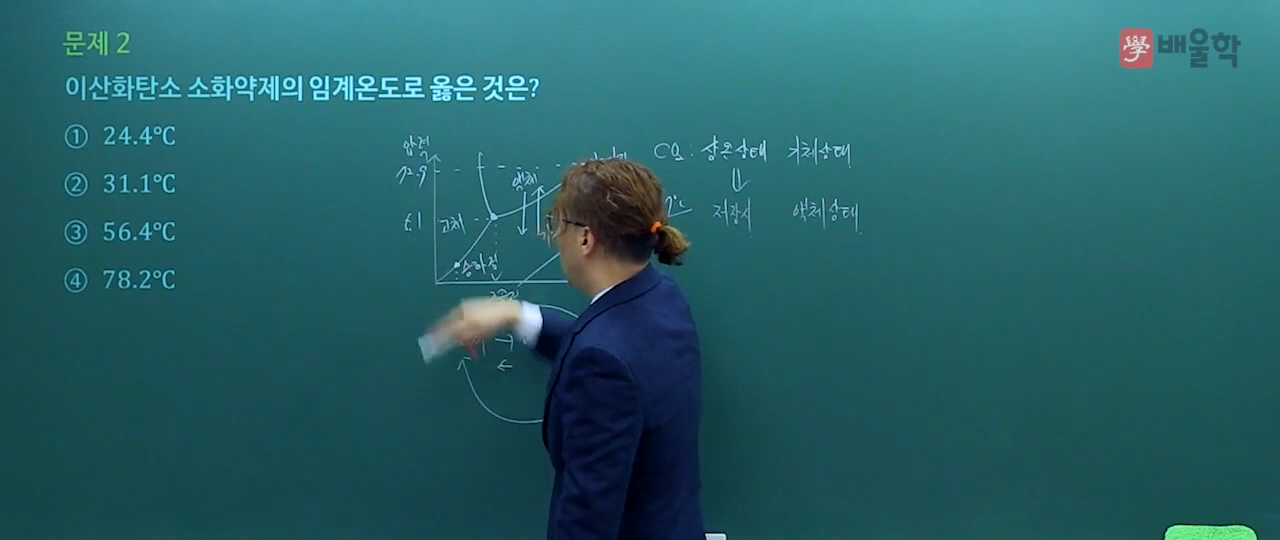 문제 2
學 배울학
이산화탄소 소화약제의 임계온도로 옳은 것은?
① 24.4℃
② 31.1℃
③ 56.4℃
④ 78.2℃
압력
72.9
액체
5.1 고체
승화점
CO₂: 상온상태 기체상태
저장시 액체상태